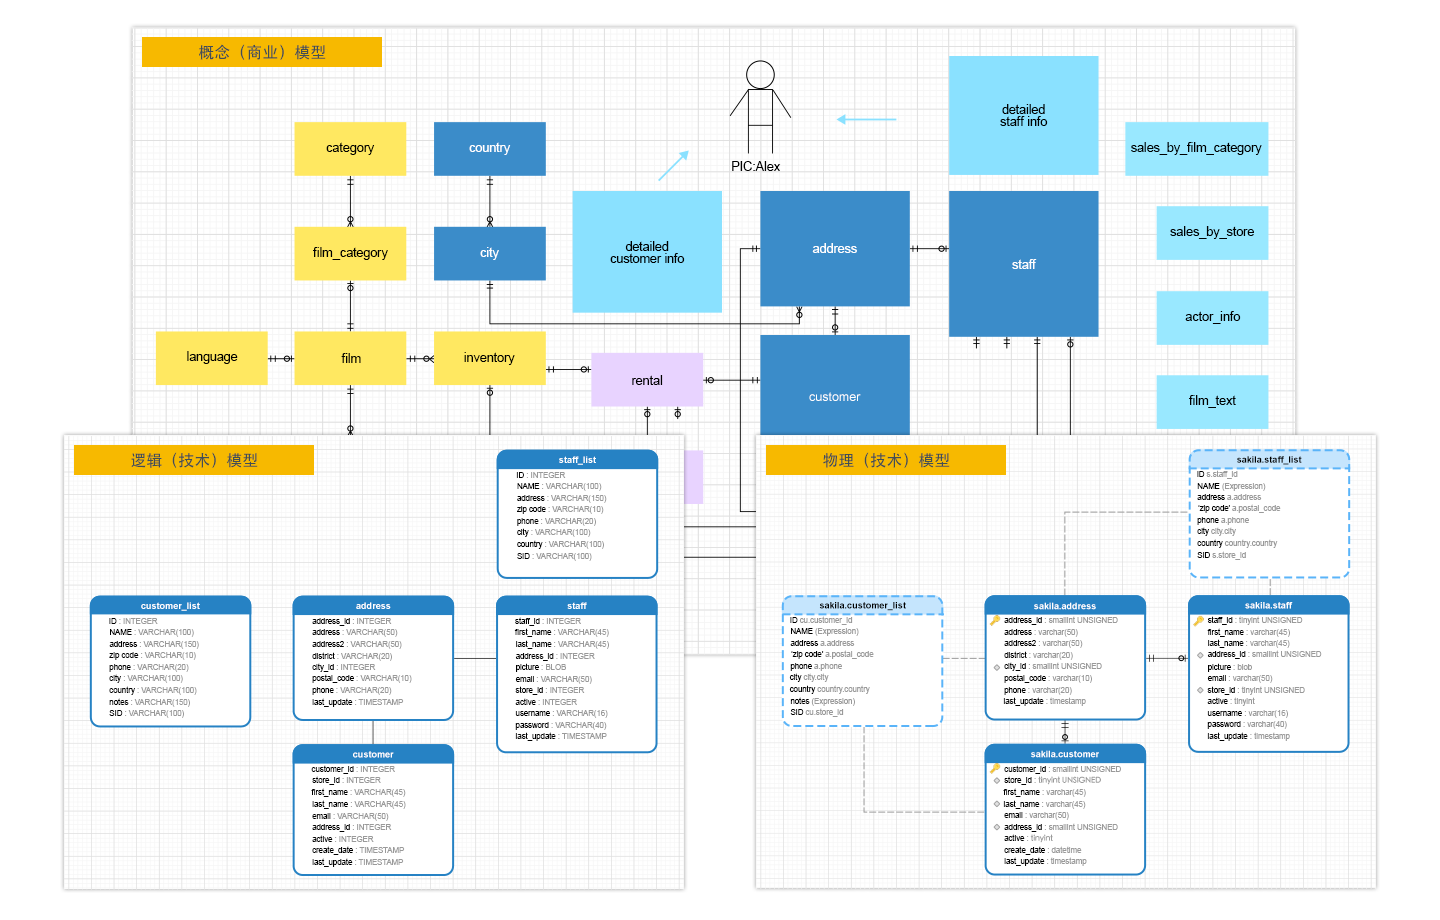 概念（商业）模型
PIC:Alex
detailed
staff info
category
country
sales_by_film_category
detailed
customer info
address
staff
sales_by_store
film_category
city
actor_info
language
film
inventory
rental
customer
film_text
逻辑（技术）模型
staff_list
ID : INTEGER
NAME : VARCHAR(100)
address : VARCHAR(150)
zip code : VARCHAR(10)
phone : VARCHAR(20)
city : VARCHAR(100)
country : VARCHAR(100)
SID : VARCHAR(100)
customer_list
ID : INTEGER
NAME : VARCHAR(100)
address : VARCHAR(150)
zip code : VARCHAR(10)
phone : VARCHAR(20)
city : VARCHAR(100)
country : VARCHAR(100)
notes : VARCHAR(150)
SID : VARCHAR(100)
address
address_id : INTEGER
address : VARCHAR(50)
address2 : VARCHAR(50)
district : VARCHAR(20)
city_id : INTEGER
postal_code : VARCHAR(10)
phone : VARCHAR(20)
last_update : TIMESTAMP
staff
staff_id : INTEGER
first_name : VARCHAR(45)
last_name : VARCHAR(45)
address_id : INTEGER
picture : BLOB
email : VARCHAR(50)
store_id : INTEGER
active : INTEGER
username : VARCHAR(16)
password : VARCHAR(40)
last_update : TIMESTAMP
customer
customer_id : INTEGER
store_id : INTEGER
first_name : VARCHAR(45)
last_name : VARCHAR(45)
email : VARCHAR(50)
address_id : INTEGER
active : INTEGER
create_date : TIMESTAMP
last_update : TIMESTAMP
物理（技术）模型
sakila.staff_list
ID s.staff_id
NAME (Expression)
address a.address
'zip code' a.postal_code
phone a.phone
city city.city
country country.country
SID s.store_id
sakila.customer_list
ID cu.customer_id
NAME (Expression)
address a.address
'zip code' a.postal_code
phone a.phone
city city.city
country country.country
notes (Expression)
SID cu.store_id
sakila.address
address_id : smallint UNSIGNED
address : varchar(50)
address2 : varchar(50)
district : varchar(20)
city_id : smallint UNSIGNED
postal_code : varchar(10)
phone : varchar(20)
last_update : timestamp
sakila.staff
staff_id : tinyint UNSIGNED
first_name : varchar(45)
last_name : varchar(45)
address_id : smallint UNSIGNED
picture : blob
email : varchar(50)
store_id : tinyint UNSIGNED
active : tinyint
username : varchar(16)
password : varchar(40)
last_update : timestamp
sakila.customer
customer_id : smallint UNSIGNED
store_id : tinyint UNSIGNED
first_name : varchar(45)
last_name : varchar(45)
email : varchar(50)
address_id : smallint UNSIGNED
active : tinyint
create_date : datetime
last_update : timestamp